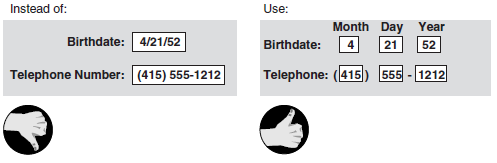 Instead of:
Birthdate: 4/21/52
Telephone Number: (415) 555-1212
Use:
Month Day Year
Birthdate: 4 21 52
Telephone: (415) 555 - 1212